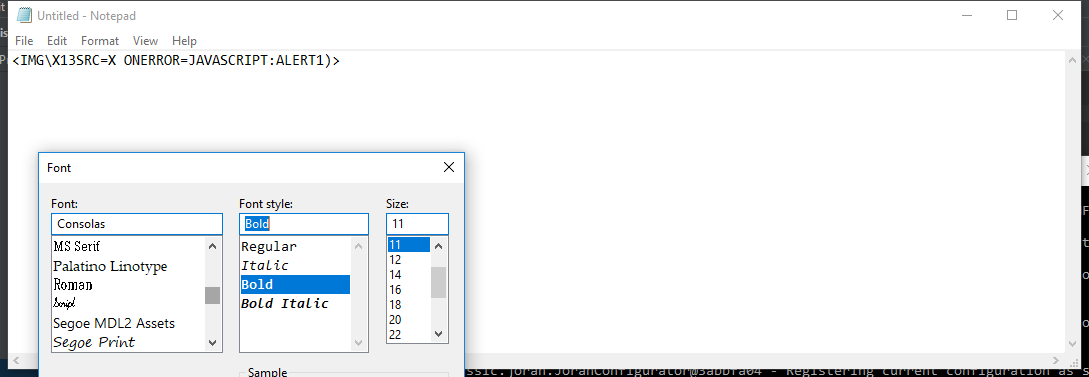 Untitled - Notepad
File Edit Format View Help
<IMG\X13SRC=X ONERROR=JAVASCRIPT:ALERT1)>
Font
Font: Font style: Size:
Consolas Bold 11
MS Serif Regular 11
Palatino Linotype Italic 12
Roman Bold 14
Script Bold Italic 16
Segoe MDL2 Assets 18
Segoe Print 20
22
Sample
ssic.joran.JoranConfigurator@3abbfa04 - Registering current configuration as s